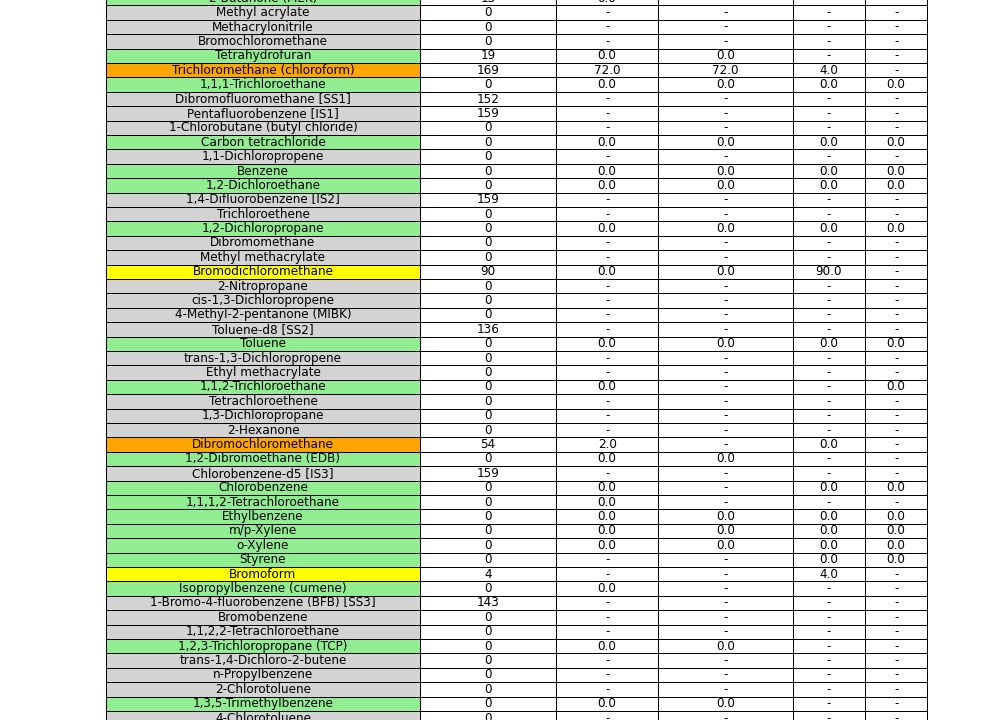 2-Butanone (MEK) 15 0.0 - - -
Methyl acrylate 0 - - - -
Methacrylonitrile 0 - - - -
Bromochloromethane 0 - - - -
Tetrahydrofuran 19 0.0 0.0 - -
Trichloromethane (chloroform) 169 72.0 72.0 4.0 -
1,1,1-Trichloroethane 0 0.0 0.0 0.0 0.0
Dibromofluoromethane [SS1] 152 - - - -
Pentafluorobenzene [IS1] 159 - - - -
1-Chlorobutane (butyl chloride) 0 - - - -
Carbon tetrachloride 0 0.0 0.0 0.0 0.0
1,1-Dichloropropene 0 - - - -
Benzene 0 0.0 0.0 0.0 0.0
1,2-Dichloroethane 0 0.0 0.0 0.0 0.0
1,4-Difluorobenzene [IS2] 159 - - - -
Trichloroethene 0 - - - -
1,2-Dichloropropane 0 0.0 0.0 0.0 0.0
Dibromomethane 0 - - - -
Methyl methacrylate 0 - - - -
Bromodichloromethane 90 0.0 0.0 90.0 -
2-Nitropropane 0 - - - -
cis-1,3-Dichloropropene 0 - - - -
4-Methyl-2-pentanone (MIBK) 0 - - - -
Toluene-d8 [SS2] 136 - - - -
Toluene 0 0.0 0.0 0.0 0.0
trans-1,3-Dichloropropene 0 - - - -
Ethyl methacrylate 0 - - - -
1,1,2-Trichloroethane 0 0.0 - - 0.0
Tetrachloroethene 0 - - - -
1,3-Dichloropropane 0 - - - -
2-Hexanone 0 - - - -
Dibromochloromethane 54 2.0 - 0.0 -
1,2-Dibromoethane (EDB) 0 0.0 0.0 - -
Chlorobenzene-d5 [IS3] 159 - - - -
Chlorobenzene 0 0.0 - 0.0 0.0
1,1,1,2-Tetrachloroethane 0 0.0 - - -
Ethylbenzene 0 0.0 0.0 0.0 0.0
m/p-Xylene 0 0.0 0.0 0.0 0.0
o-Xylene 0 0.0 0.0 0.0 0.0
Styrene 0 - - 0.0 0.0
Bromoform 4 - - 4.0 -
Isopropylbenzene (cumene) 0 0.0 - - -
1-Bromo-4-fluorobenzene (BFB) [SS3] 143 - - - -
Bromobenzene 0 - - - -
1,1,2,2-Tetrachloroethane 0 - - - -
1,2,3-Trichloropropane (TCP) 0 0.0 0.0 - -
trans-1,4-Dichloro-2-butene 0 - - - -
n-Propylbenzene 0 - - - -
2-Chlorotoluene 0 - - - -
1,3,5-Trimethylbenzene 0 0.0 0.0 - -
4-Chlorotoluene 0 - - - -